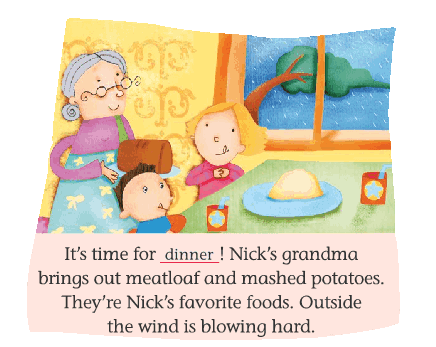 It's time for dinner! Nick's grandma
brings out meatloaf and mashed potatoes.
They're Nick's favorite foods. Outside
the wind is blowing hard.